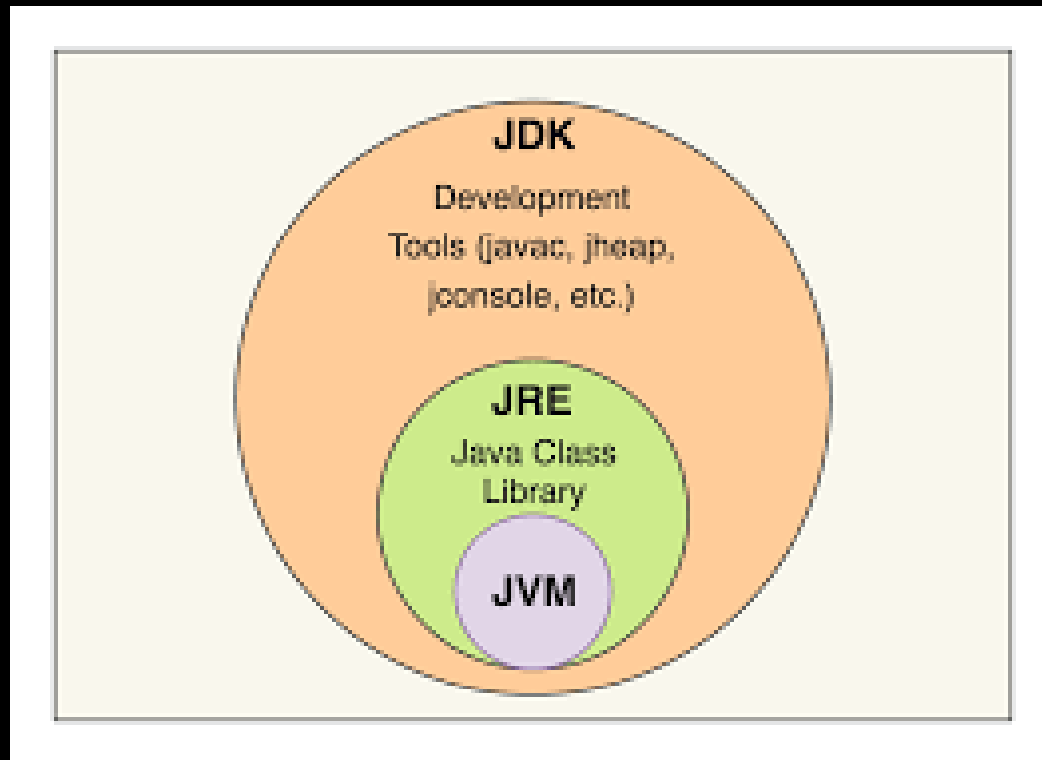 JDK
Development
Tools (javac, jheap,
jconsole, etc.)
JRE
Java Class
Library
JVM